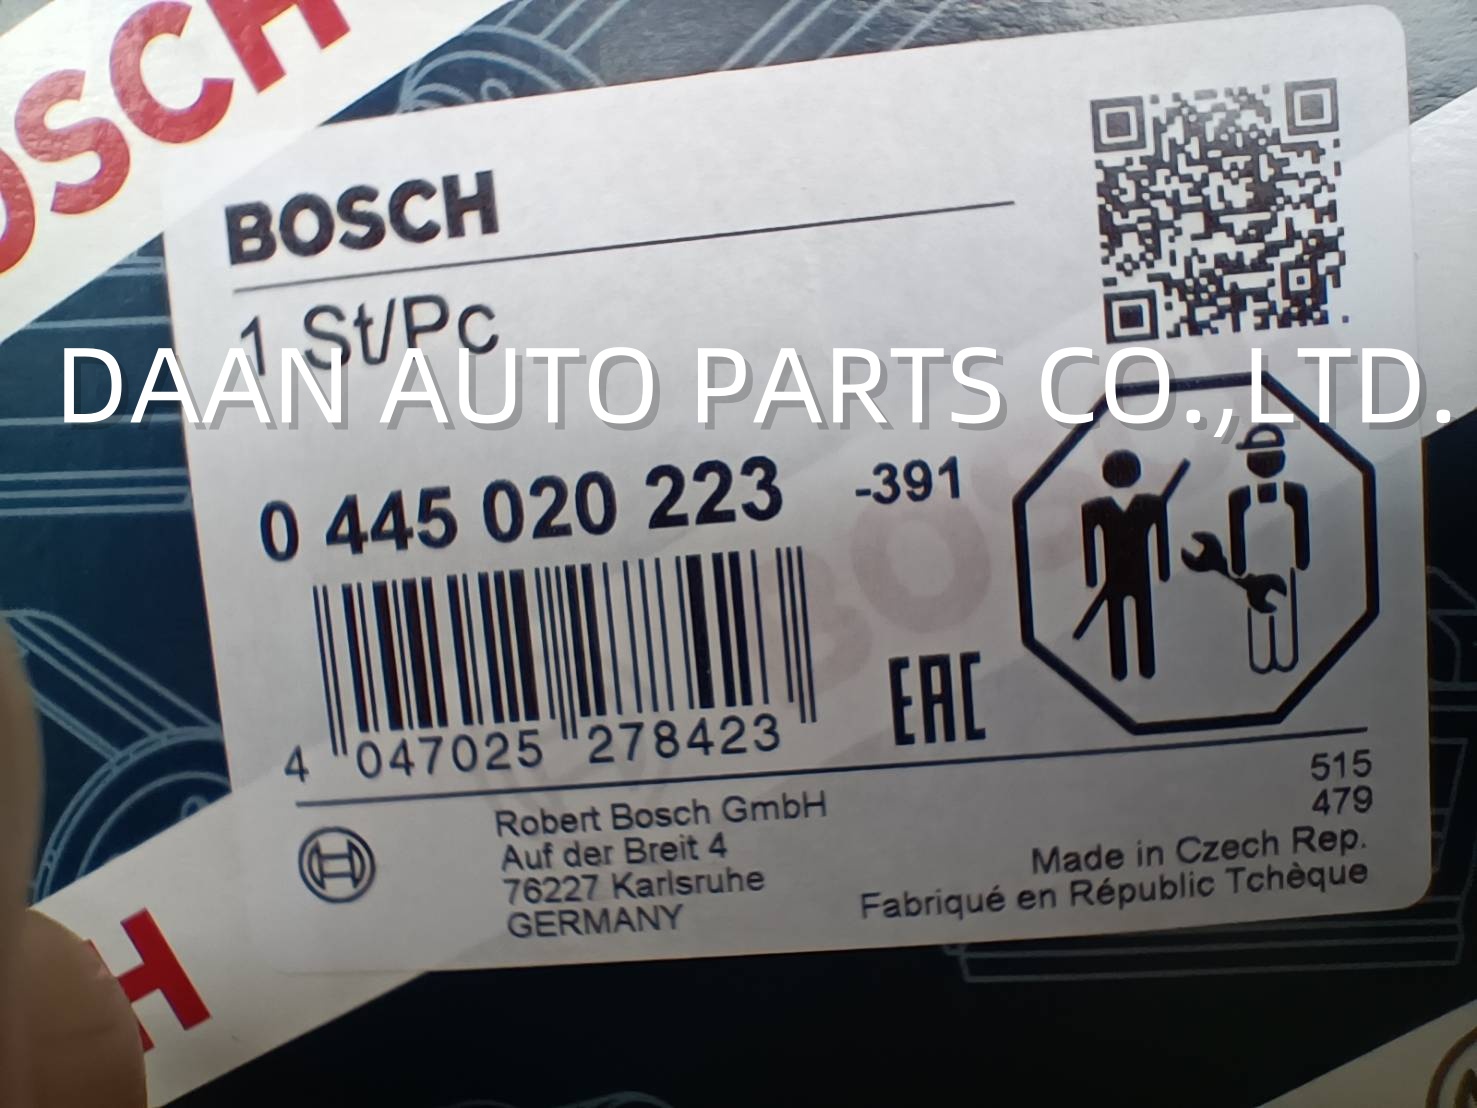 BOSCH
BOSCH
1 St/Pc
DAAN AUTO PARTS CO.,LTD.
0 445 020 223 -391
4 047025 278423
EAC
515
479
Robert Bosch GmbH
Auf der Breit 4
76227 Karlsruhe
GERMANY
Made in Czech Rep.
Fabriqué en République Tchèque
H